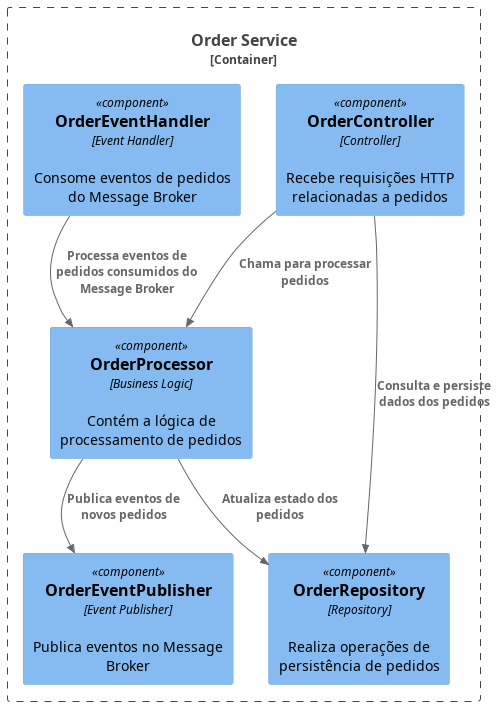 Order Service
[Container]
«component»
OrderEventHandler
[Event Handler]
Consome eventos de pedidos
do Message Broker
«component»
OrderController
[Controller]
Recebe requisições HTTP
relacionadas a pedidos
Processa eventos de
pedidos consumidos do
Message Broker
Chama para processar
pedidos
Consulta e persiste
dados dos pedidos
«component»
OrderProcessor
[Business Logic]
Contém a lógica de
processamento de pedidos
Publica eventos de
novos pedidos
Atualiza estado dos
pedidos
«component»
OrderEventPublisher
[Event Publisher]
Publica eventos no Message
Broker
«component»
OrderRepository
[Repository]
Realiza operações de
persistência de pedidos